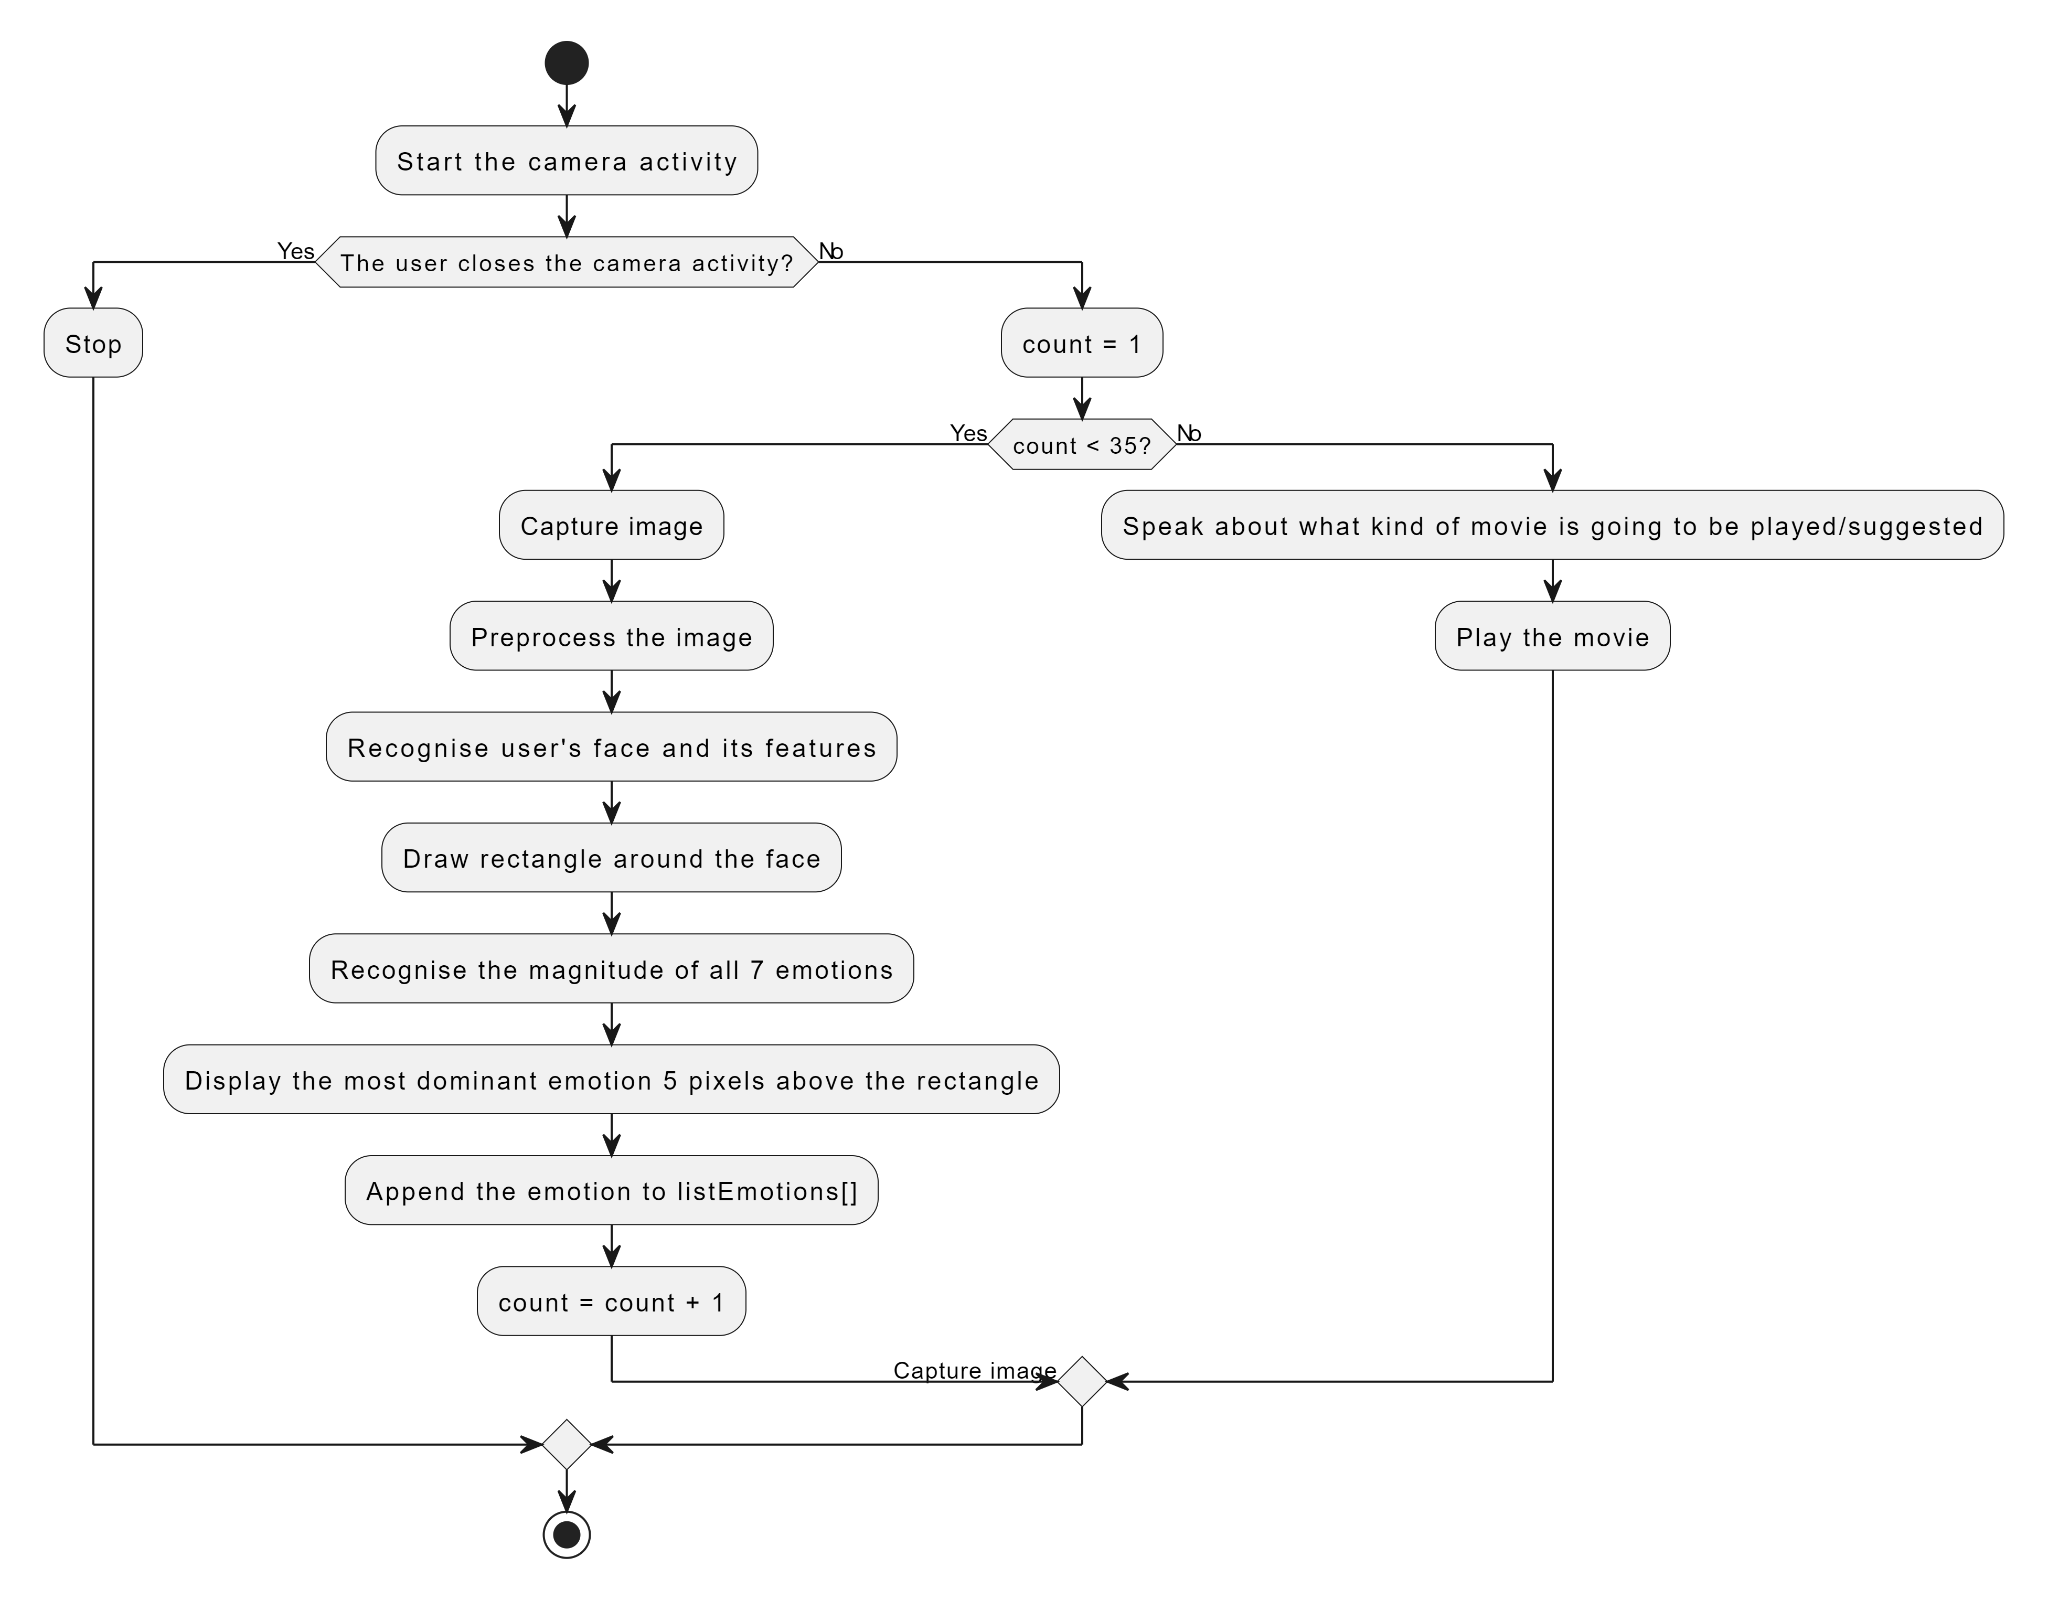 Start the camera activity
Yes
The user closes the camera activity?
No
Stop
count = 1
Yes
count < 35?
No
Capture image
Speak about what kind of movie is going to be played/suggested
Preprocess the image
Play the movie
Recognise user's face and its features
Draw rectangle around the face
Recognise the magnitude of all 7 emotions
Display the most dominant emotion 5 pixels above the rectangle
Append the emotion to listEmotions[]
count = count + 1
Capture image